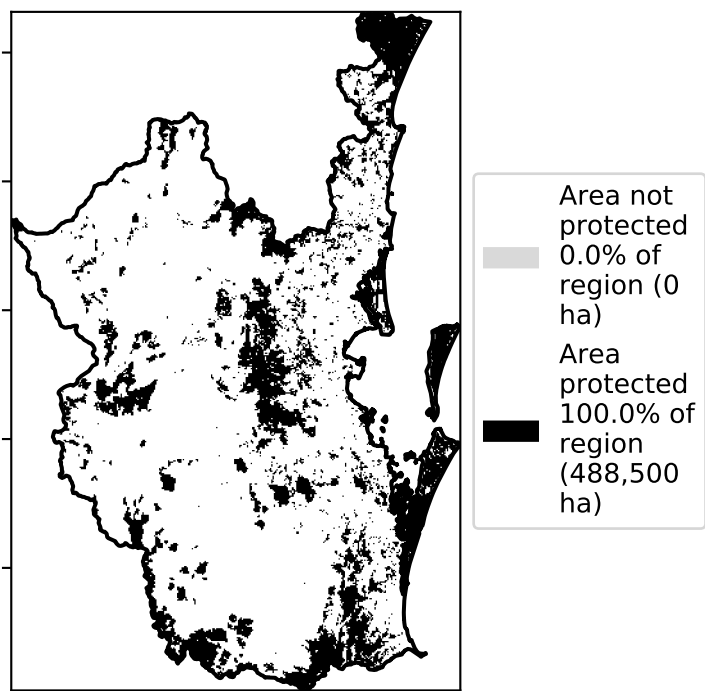 Area not
protected
0.0% of
region (0
ha)
Area
protected
100.0% of
region
(488,500
ha)